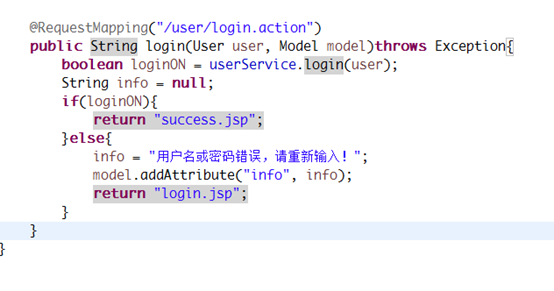 @RequestMapping("/user/login.action")
public String login(User user, Model model)throws Exception{
boolean loginON = userService.login(user);
String info = null;
if(loginON){
return "success.jsp";
}else{
info = "用户名或密码错误，请重新输入！";
model.addAttribute("info", info);
return "login.jsp";
}
}
}